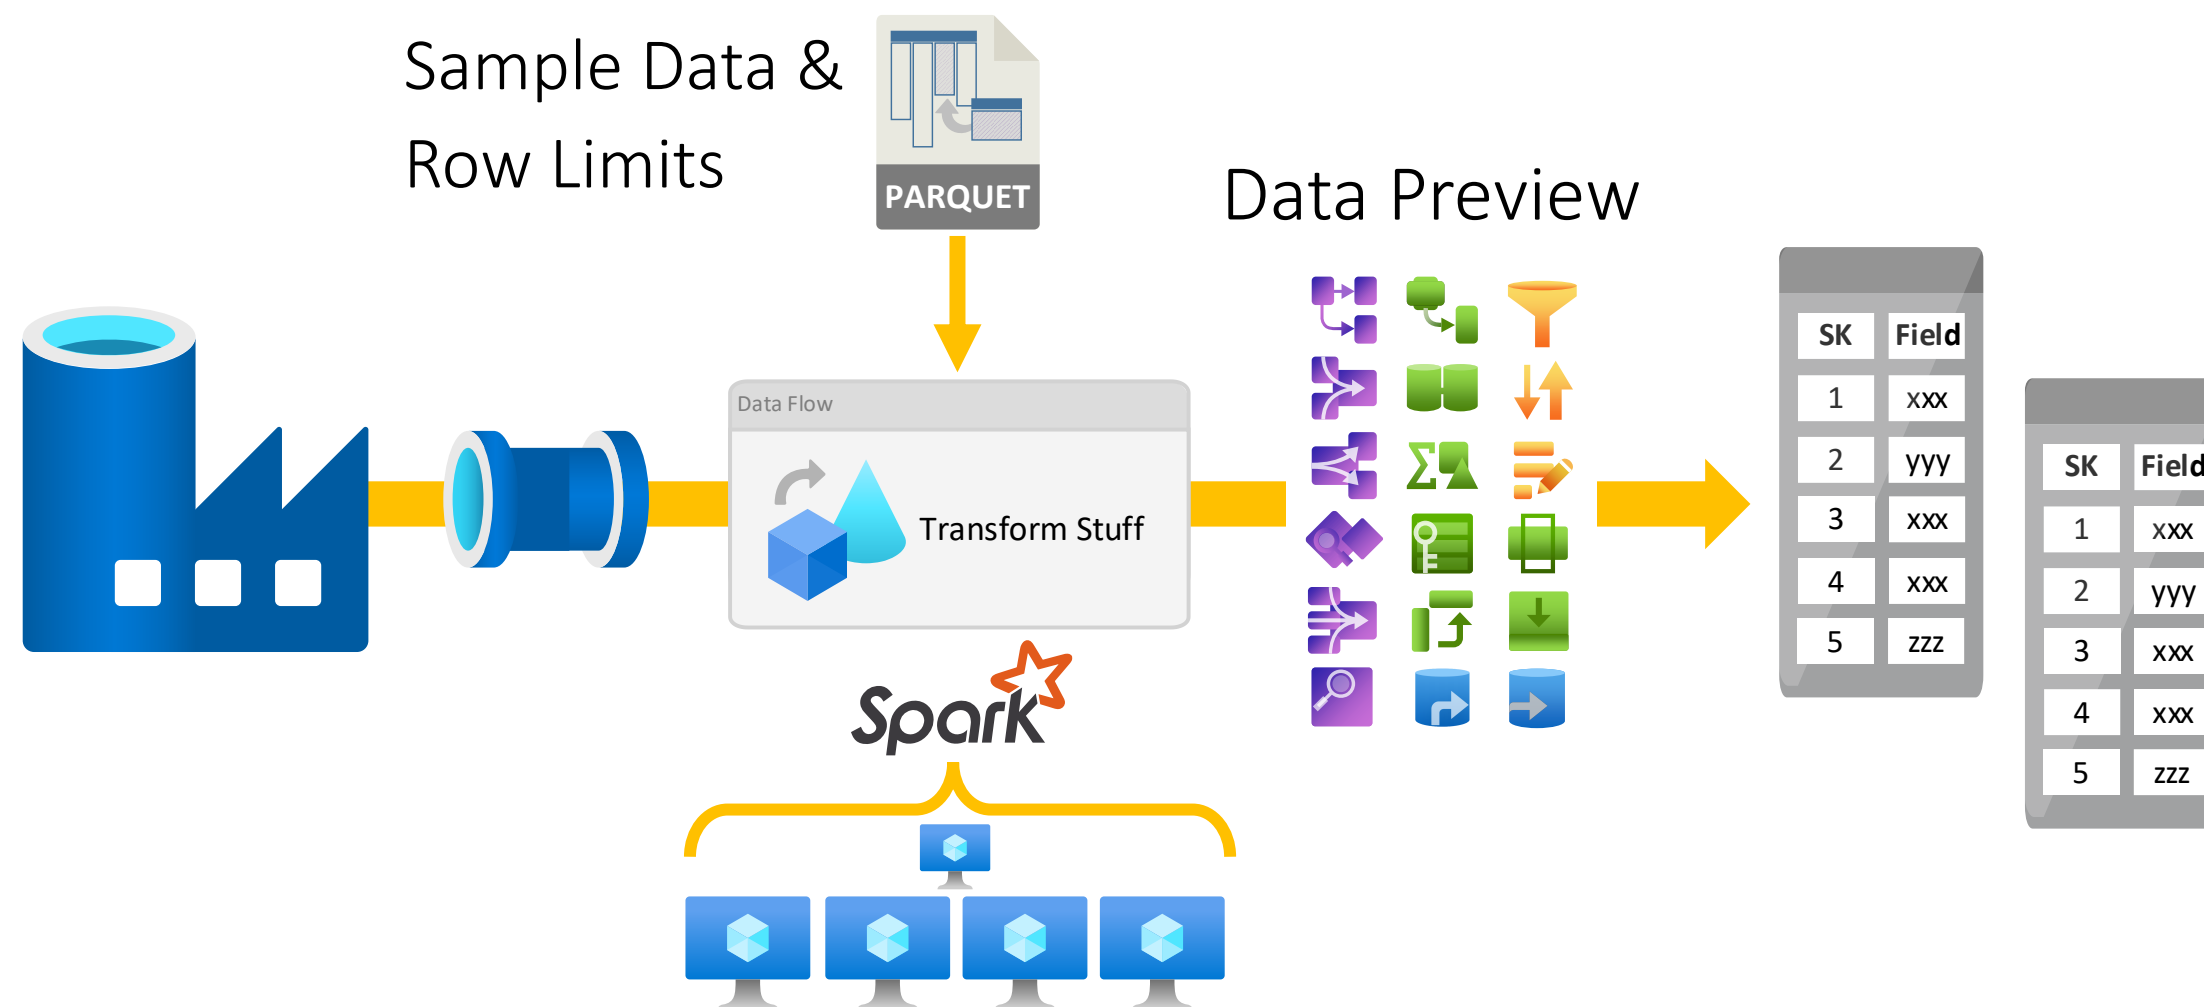 Sample Data &
Row Limits
PARQUET
Data Preview
Data Flow
Transform Stuff
Spark
SK Field
1 xxx
2 yyy
3 xxx
4 xxx
5 zzz
SK Field
1 xxx
2 yyy
3 xxx
4 xxx
5 zzz